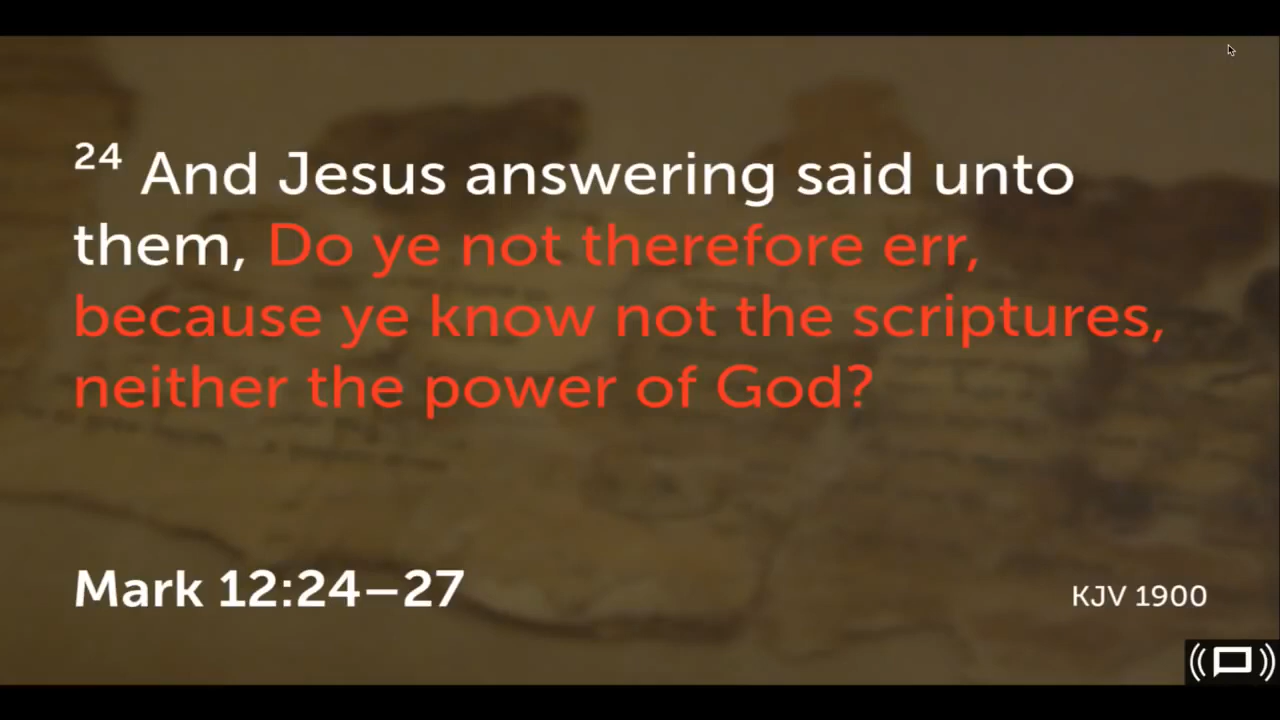 24 And Jesus answering said unto
them, Do ye not therefore err,
because ye know not the scriptures,
neither the power of God?
Mark 12:24–27
KJV 1900